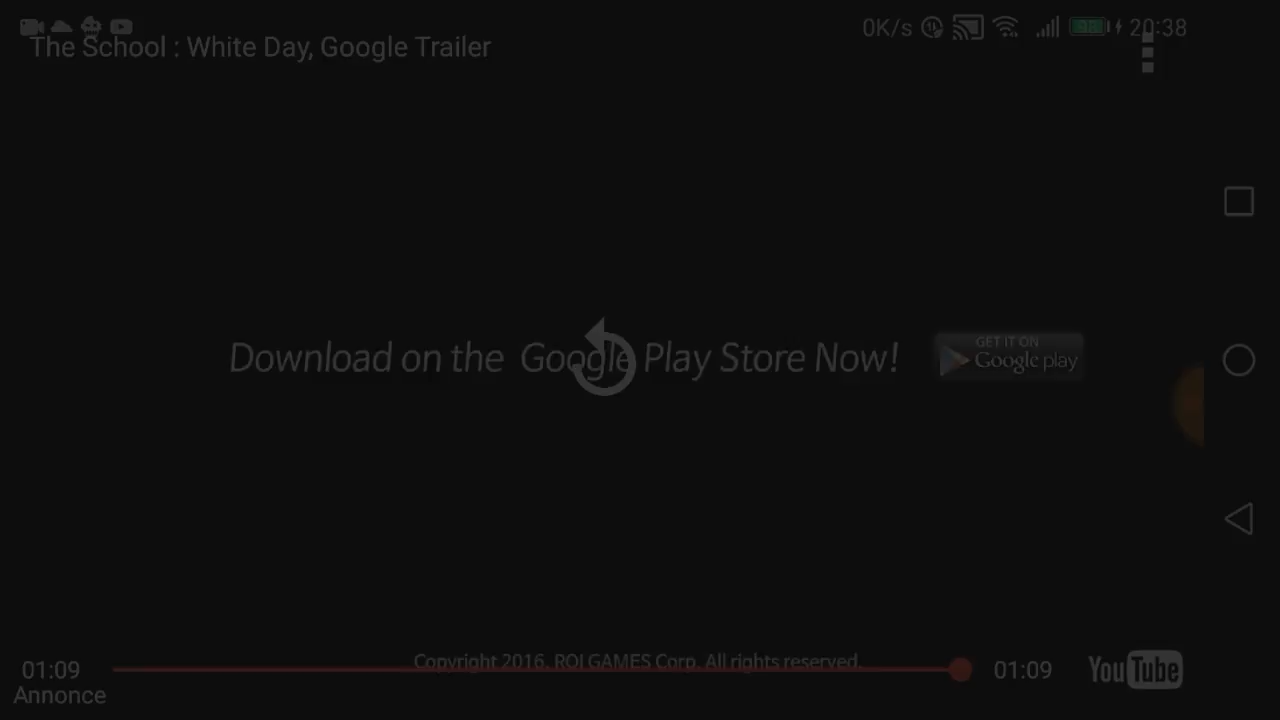 0K/s 98 20:38
The School : White Day, Google Trailer
Download on the Google Play Store Now!
GET IT ON
Google play
Copyright 2016. ROI GAMES Corp. All rights reserved.
01:09
01:09
YouTube
Annonce